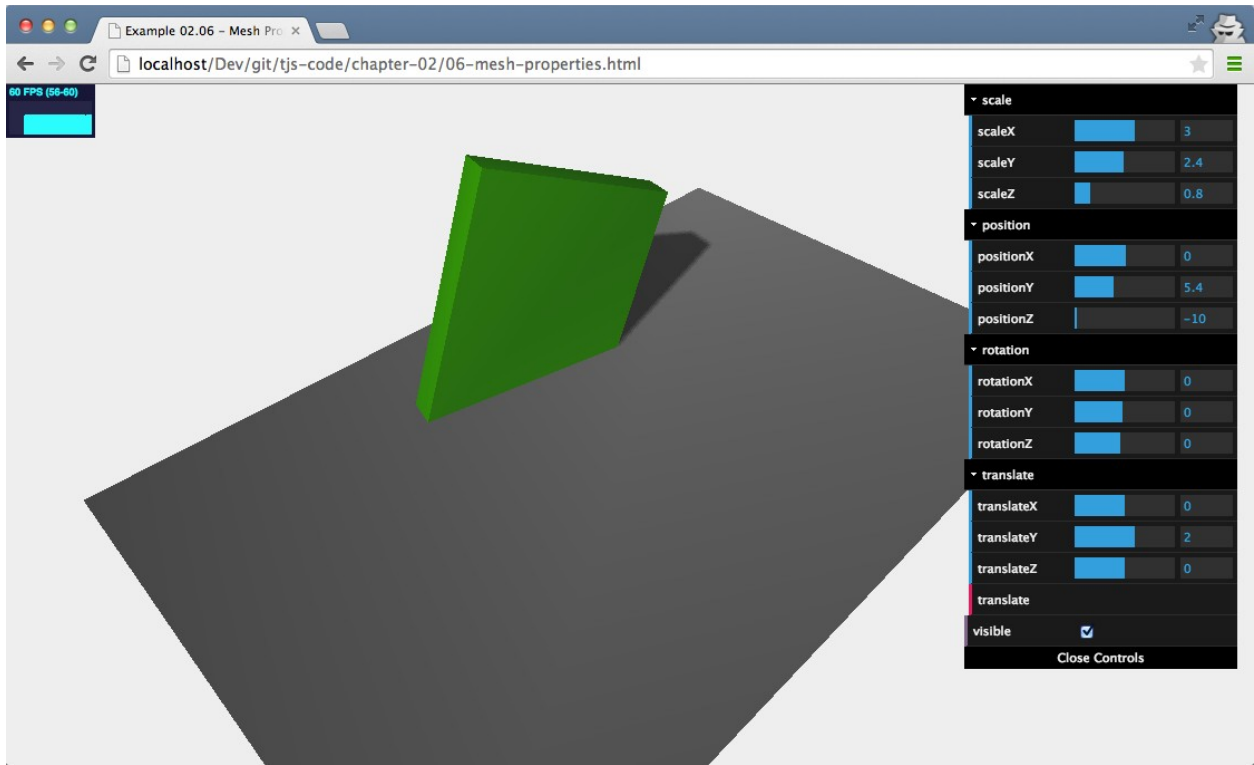 Example 02.06 - Mesh Pro
localhost/Dev/git/tjs-code/chapter-02/06-mesh-properties.html
60 FPS (56-60)
scale
scaleX 3
scaleY 2.4
scaleZ 0.8
position
positionX 0
positionY 5.4
positionZ -10
rotation
rotationX 0
rotationY 0
rotationZ 0
translate
translateX 0
translateY 2
translateZ 0
translate
visible
Close Controls